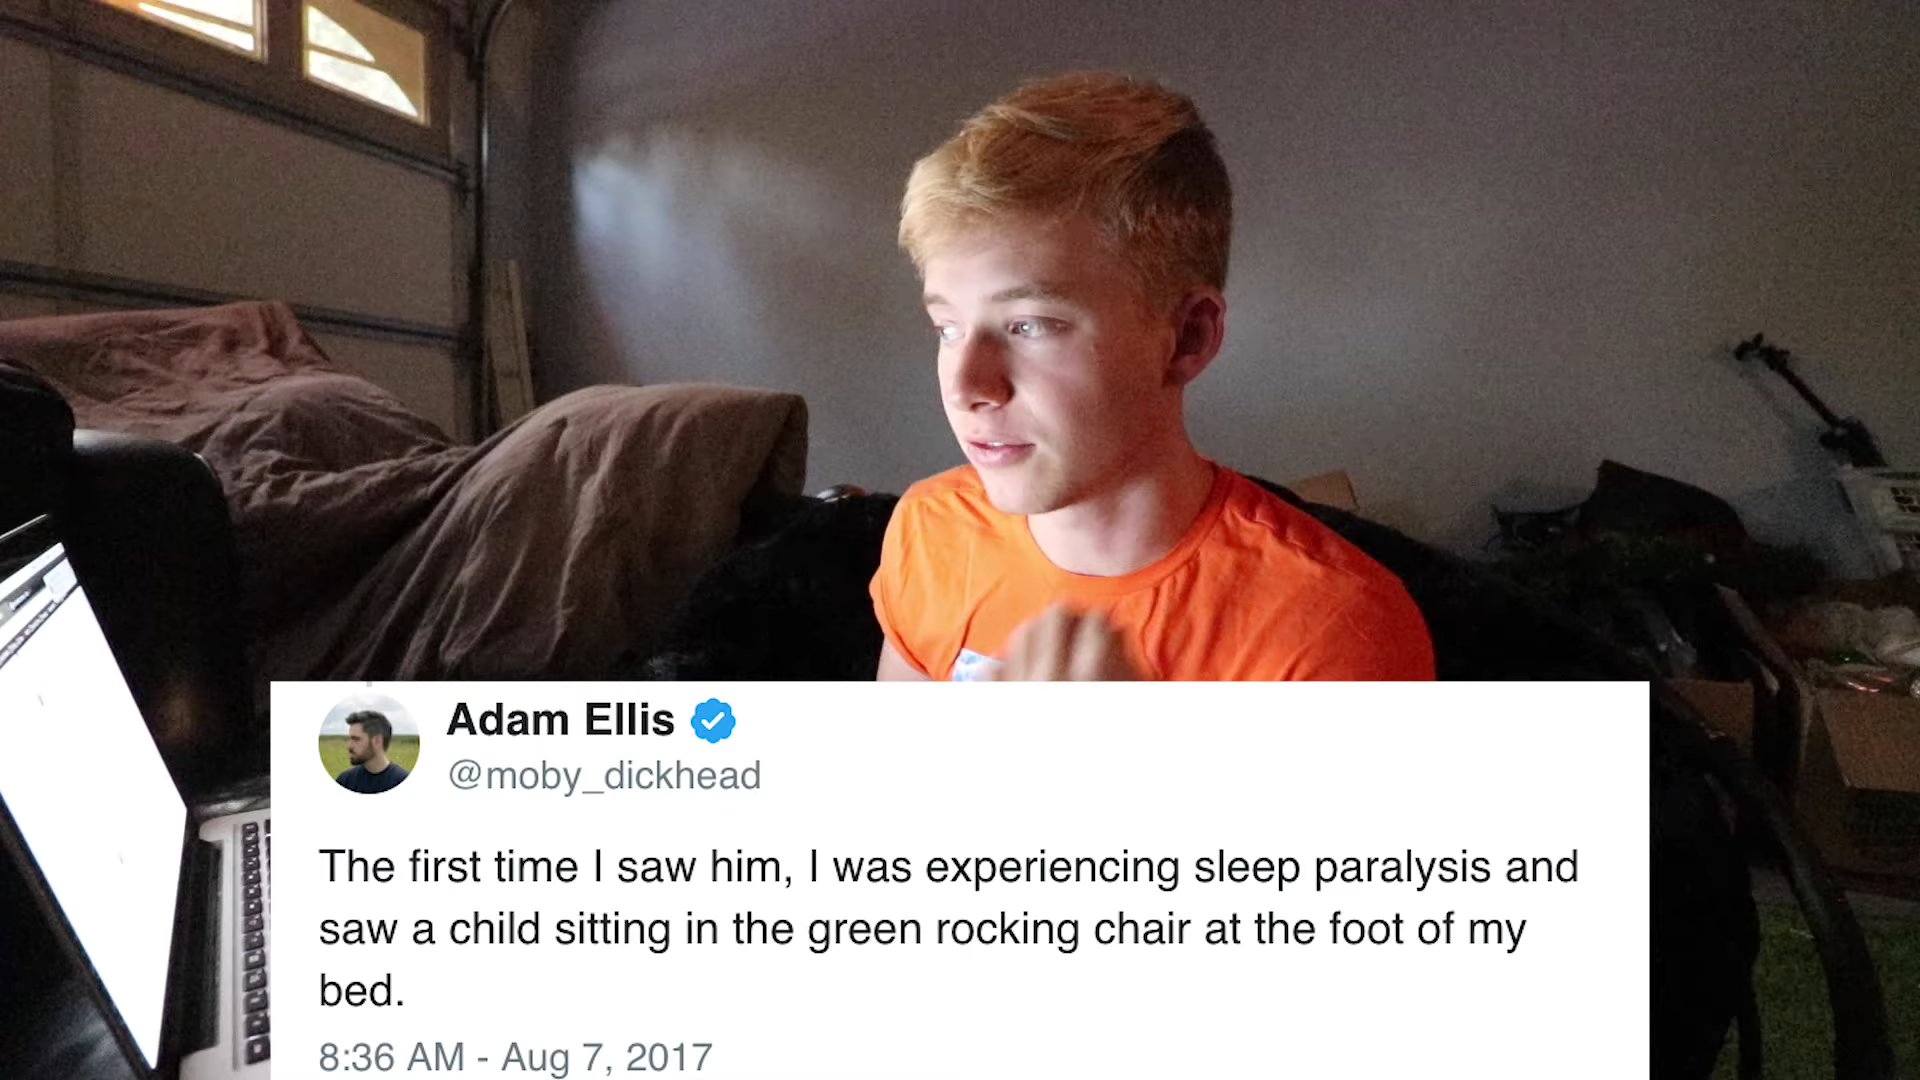 Adam Ellis
@moby_dickhead
The first time I saw him, I was experiencing sleep paralysis and
saw a child sitting in the green rocking chair at the foot of my
bed.
8:36 AM - Aug 7, 2017